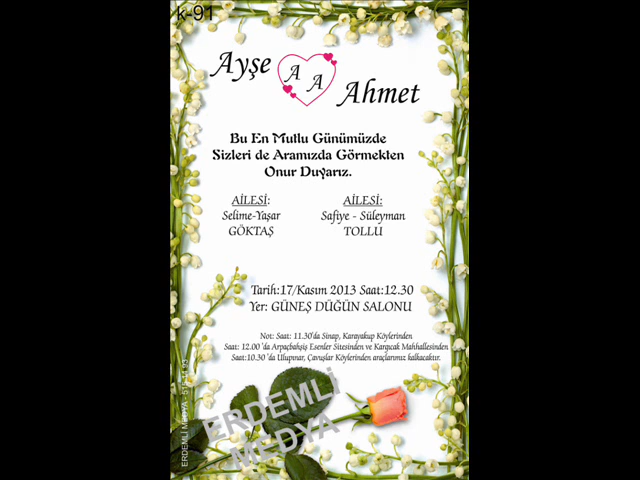 k-91
Ayşe
A A
Ahmet
Bu En Mutlu Günümüzde
Sizleri de Aramızda Görmekten
Onur Duyarız.
AİLESİ:
Selime-Yaşar
GÖKTAŞ
AİLESİ:
Safiye - Süleyman
TOLLU
Tarih:17/Kasım 2013 Saat:12.30
Yer: GÜNEŞ DÜĞÜN SALONU
Not: Saat: 11.30'da Sinap, Karayakup Köylerinden
Saat: 12.00 'da Arpaçbahşiş Esenler Sitesinden ve Kargıcak Mahhallesinden
Saat:10.30 'da Ulupınar, Çavuşlar Köylerinden araçlarımız kalkacaktır.
ERDEMLİ
MEDYA
ERDEMLİ MEDYA -